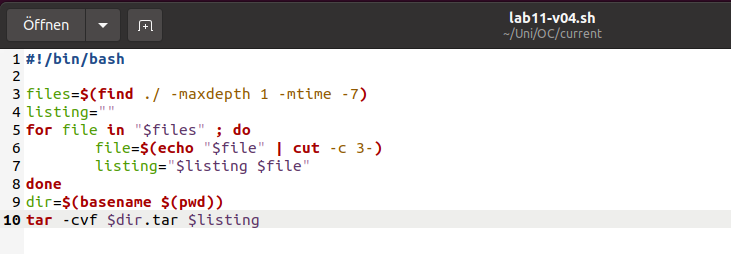 Öffnen
lab11-v04.sh
~/Uni/OC/current
1 #!/bin/bash
2
3 files=$(find ./ -maxdepth 1 -mtime -7)
4 listing=""
5 for file in "$files" ; do
6         file=$(echo "$file" | cut -c 3-)
7         listing="$listing $file"
8 done
9 dir=$(basename $(pwd))
10 tar -cvf $dir.tar $listing